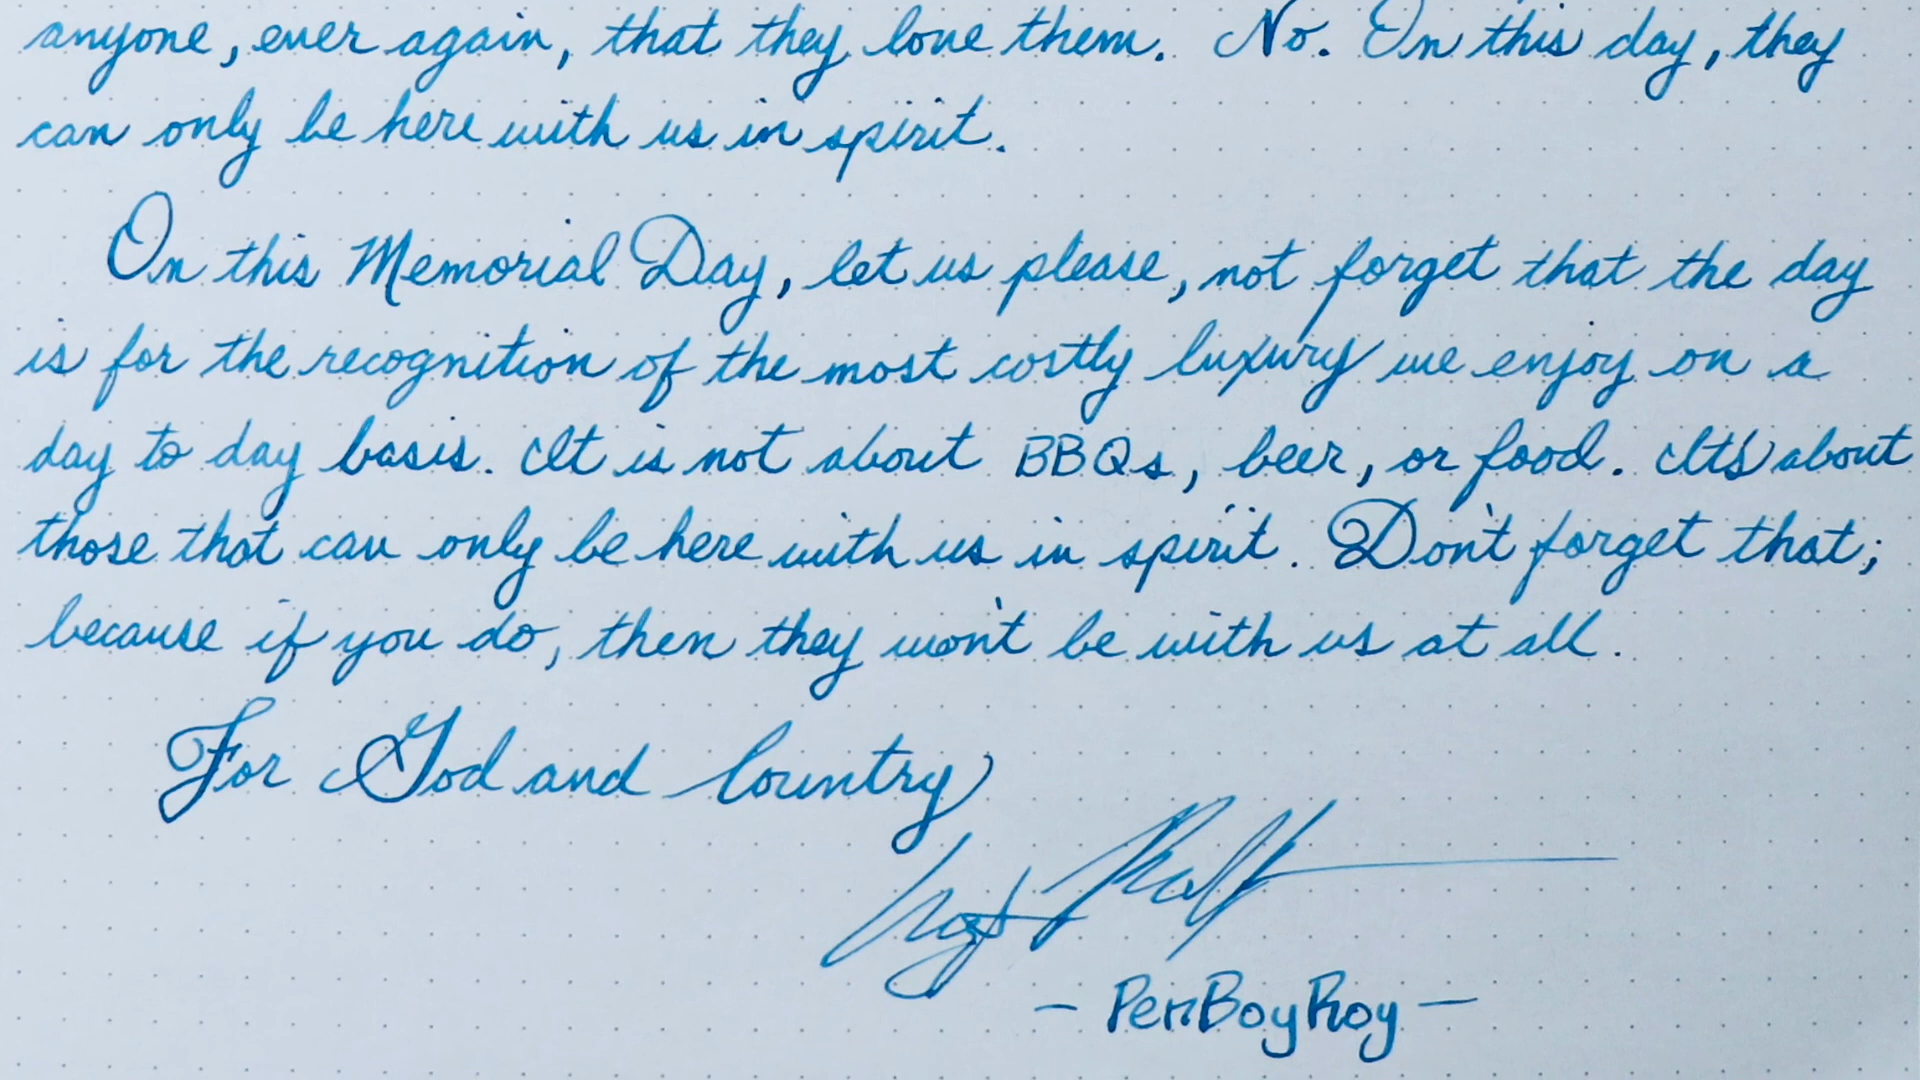 anyone, ever again, that they love them. No. On this day, they
can only be here with us in spirit.
On this Memorial Day, let us please, not forget that the day
is for the recognition of the most costly luxury we enjoy on a
day to day basis. It is not about BBQs, beer, or food. It's about
those that can only be here with us in spirit. Don't forget that;
because if you do, then they won't be with us at all.
For God and Country
- PenBoyRoy -